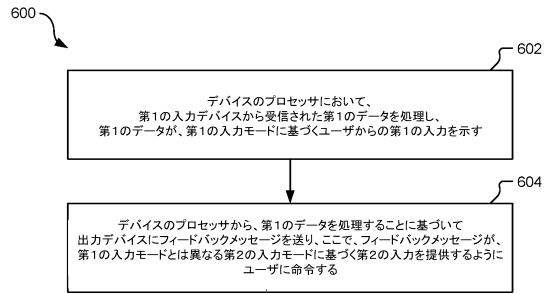 600
602
デバイスのプロセッサにおいて、
第1の入力デバイスから受信された第1のデータを処理し、
第1のデータが、第1の入力モードに基づくユーザからの第1の入力を示す
604
デバイスのプロセッサから、第1のデータを処理することに基づいて
出力デバイスにフィードバックメッセージを送り、ここで、フィードバックメッセージが、
第1の入力モードとは異なる第2の入力モードに基づく第2の入力を提供するように
ユーザに命令する